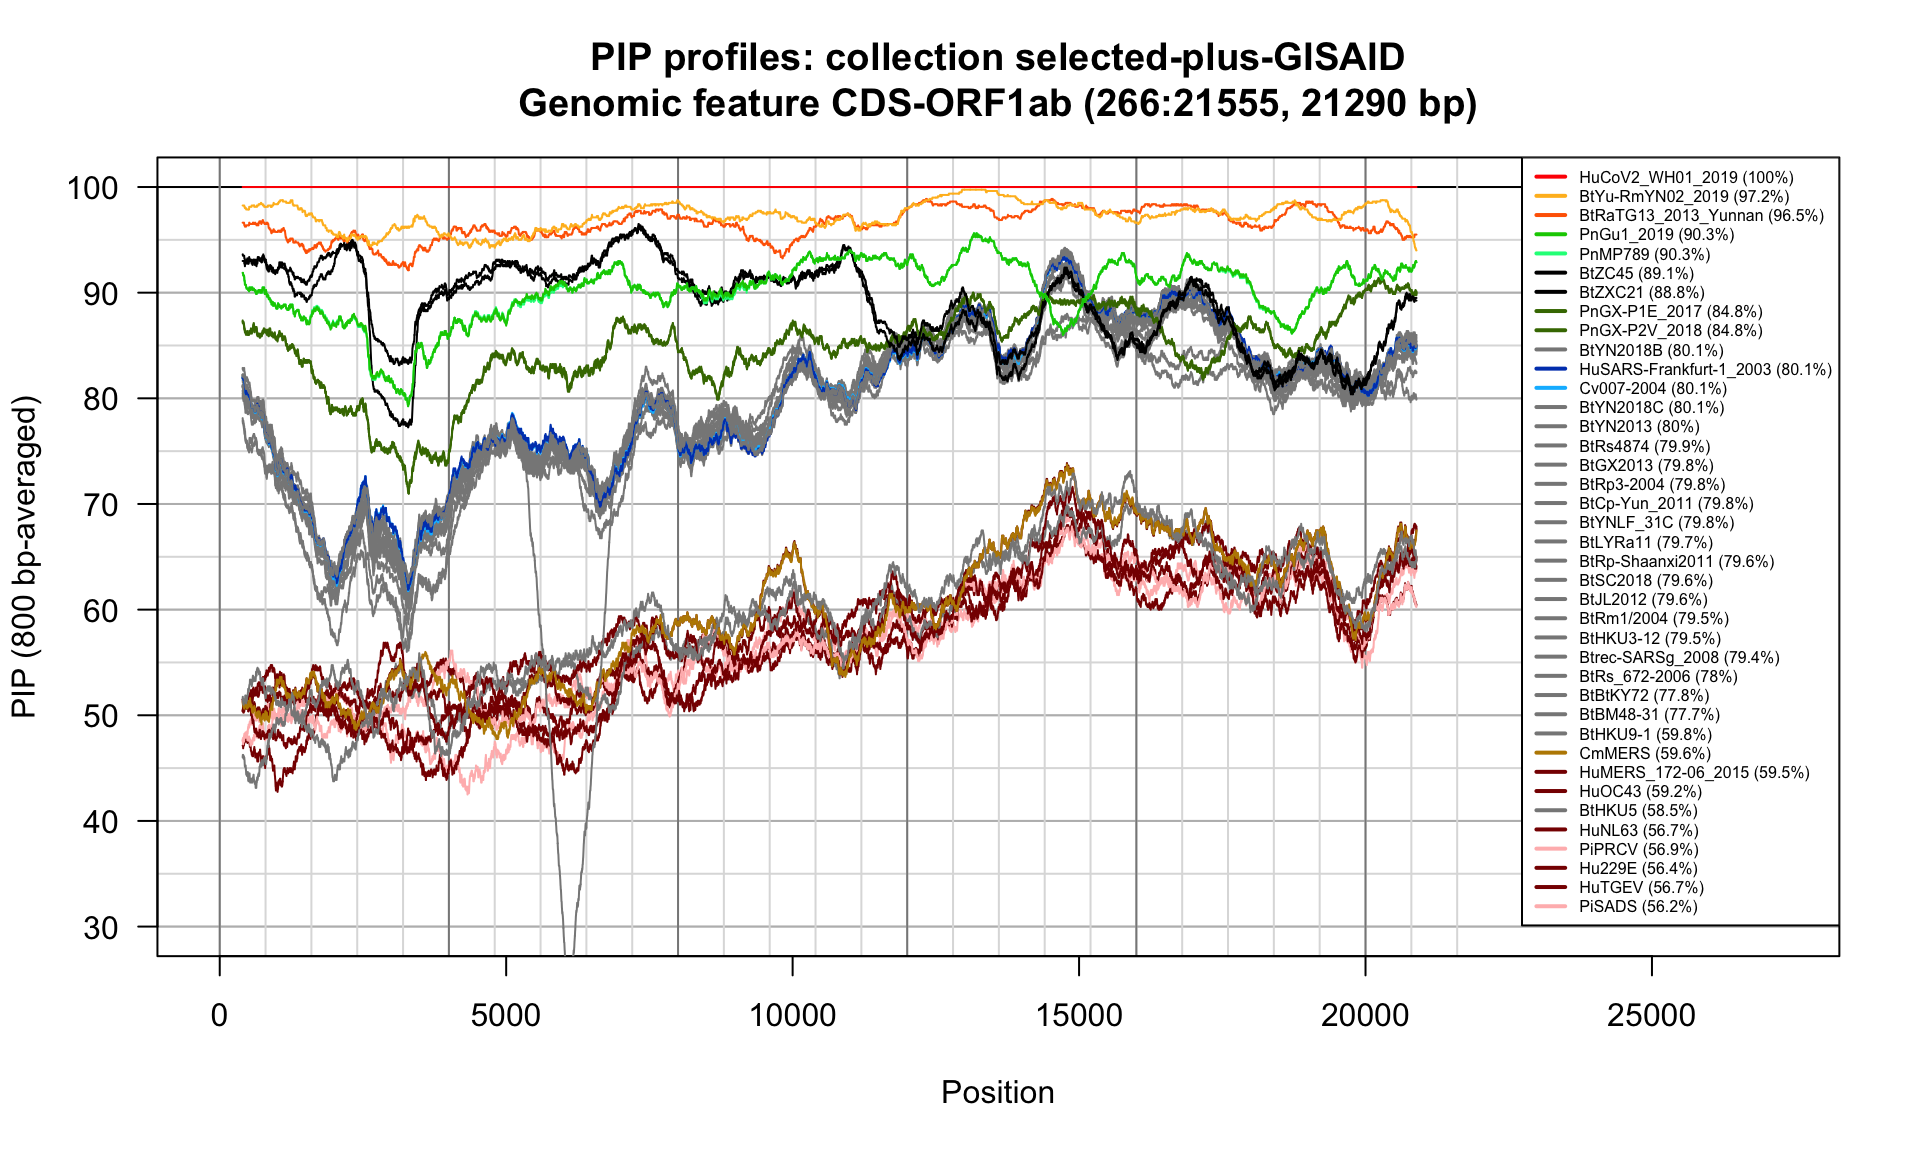 PIP profiles: collection selected-plus-GISAID
Genomic feature CDS-ORF1ab (266:21555, 21290 bp)
PIP (800 bp-averaged)
100
90
80
70
60
50
40
30
0
5000
10000
15000
20000
25000
Position
HuCoV2_WH01_2019 (100%)
BtYu-RmYN02_2019 (97.2%)
BtRaTG13_2013_Yunnan (96.5%)
PnGu1_2019 (90.3%)
PnMP789 (90.3%)
BtZC45 (89.1%)
BtZXC21 (88.8%)
PnGX-P1E_2017 (84.8%)
PnGX-P2V_2018 (84.8%)
BtYN2018B (80.1%)
HuSARS-Frankfurt-1_2003 (80.1%)
Cv007-2004 (80.1%)
BtYN2018C (80.1%)
BtYN2013 (80%)
BtRs4874 (79.9%)
BtGX2013 (79.8%)
BtRp3-2004 (79.8%)
BtCp-Yun_2011 (79.8%)
BtYNLF_31C (79.8%)
BtLYRa11 (79.7%)
BtRp-Shaanxi2011 (79.6%)
BtSC2018 (79.6%)
BtJL2012 (79.6%)
BtRm1/2004 (79.5%)
BtHKU3-12 (79.5%)
Btrec-SARSg_2008 (79.4%)
BtRs_672-2006 (78%)
BtBtKY72 (77.8%)
BtBM48-31 (77.7%)
BtHKU9-1 (59.8%)
CmMERS (59.6%)
HuMERS_172-06_2015 (59.5%)
HuOC43 (59.2%)
BtHKU5 (58.5%)
HuNL63 (56.7%)
PiPRCV (56.9%)
Hu229E (56.4%)
HuTGEV (56.7%)
PiSADS (56.2%)